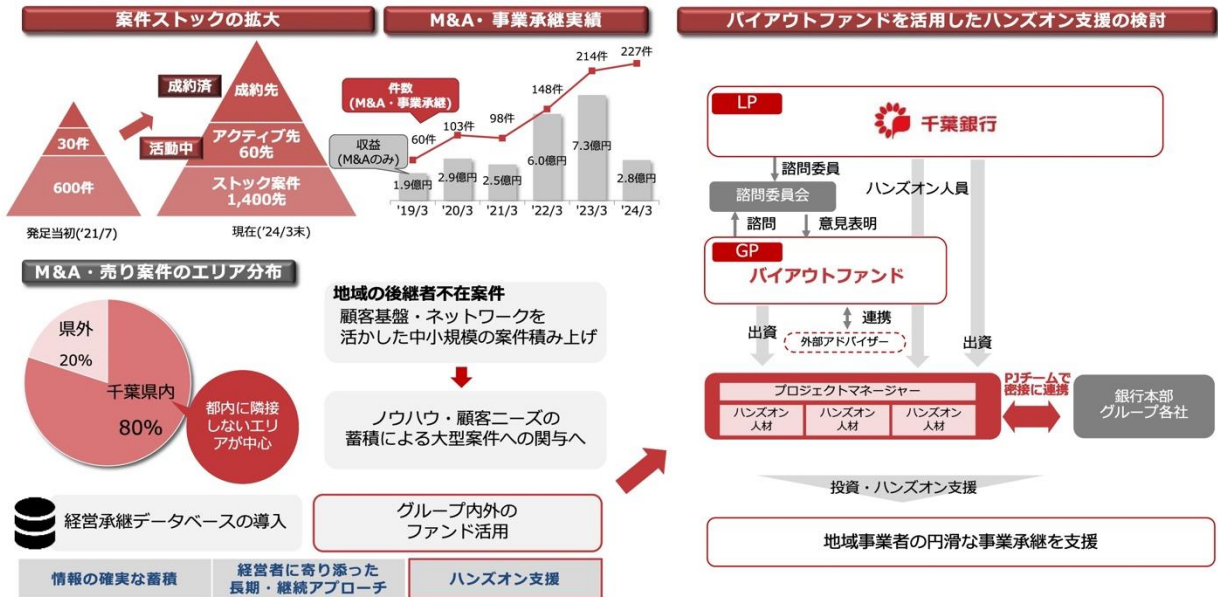 案件ストックの拡大
成約済
成約先
活動中
アクティブ先
60先
ストック案件
1,400先
30件
600件
発足当初('21/7)
現在('24/3末)
M&A・事業承継実績
件数
(M&A・事業承継)
収益
(M&Aのみ)
60件
103件
98件
148件
214件
227件
1.9億円
2.9億円
2.5億円
6.0億円
7.3億円
2.8億円
'19/3
'20/3
'21/3
'22/3
'23/3
'24/3
M&A・売り案件のエリア分布
県外
20%
千葉県内
80%
都内に隣接
しないエリ
アが中心
地域の後継者不在案件
顧客基盤・ネットワークを
活かした中小規模の案件積み上げ
ノウハウ・顧客ニーズの
蓄積による大型案件への関与へ
経営承継データベースの導入
グループ内外の
ファンド活用
情報の確実な蓄積
経営者に寄り添った
長期・継続アプローチ
ハンズオン支援
バイアウトファンドを活用したハンズオン支援の検討
LP
千葉銀行
諮問委員
諮問委員会
ハンズオン人員
諮問
意見表明
GP
バイアウトファンド
出資
連携
外部アドバイザー
出資
プロジェクトマネージャー
ハンズオン
人材
ハンズオン
人材
ハンズオン
人材
PJチームで
密接に連携
銀行本部
グループ各社
投資・ハンズオン支援
地域事業者の円滑な事業承継を支援